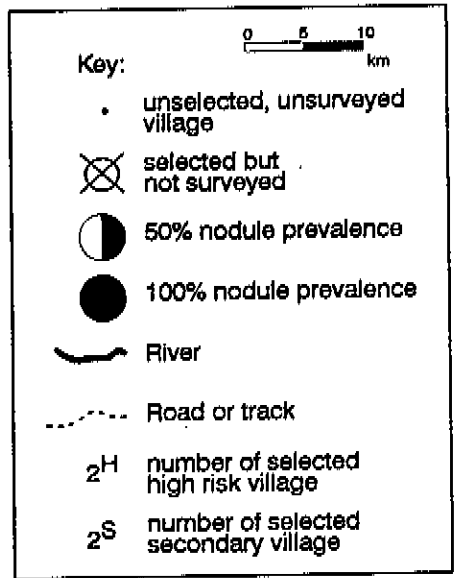 0 5 10
km
Key:
unselected, unsurveyed
village
selected but
not surveyed
50% nodule prevalence
100% nodule prevalence
River
Road or track
2H number of selected
high risk village
2S number of selected
secondary village